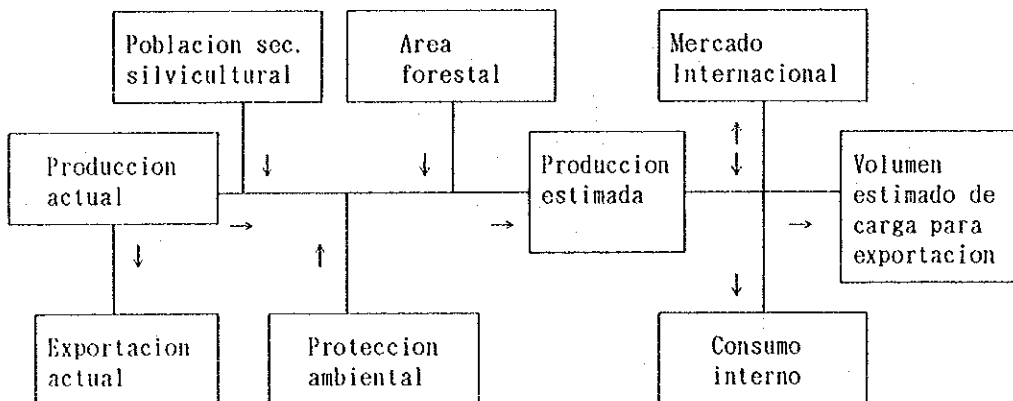 Poblacion sec.
silvicultural
Area
forestal
Mercado
Internacional
Produccion
actual
Produccion
estimada
Volumen
estimado de
carga para
exportacion
Exportacion
actual
Proteccion
ambiental
Consumo
interno